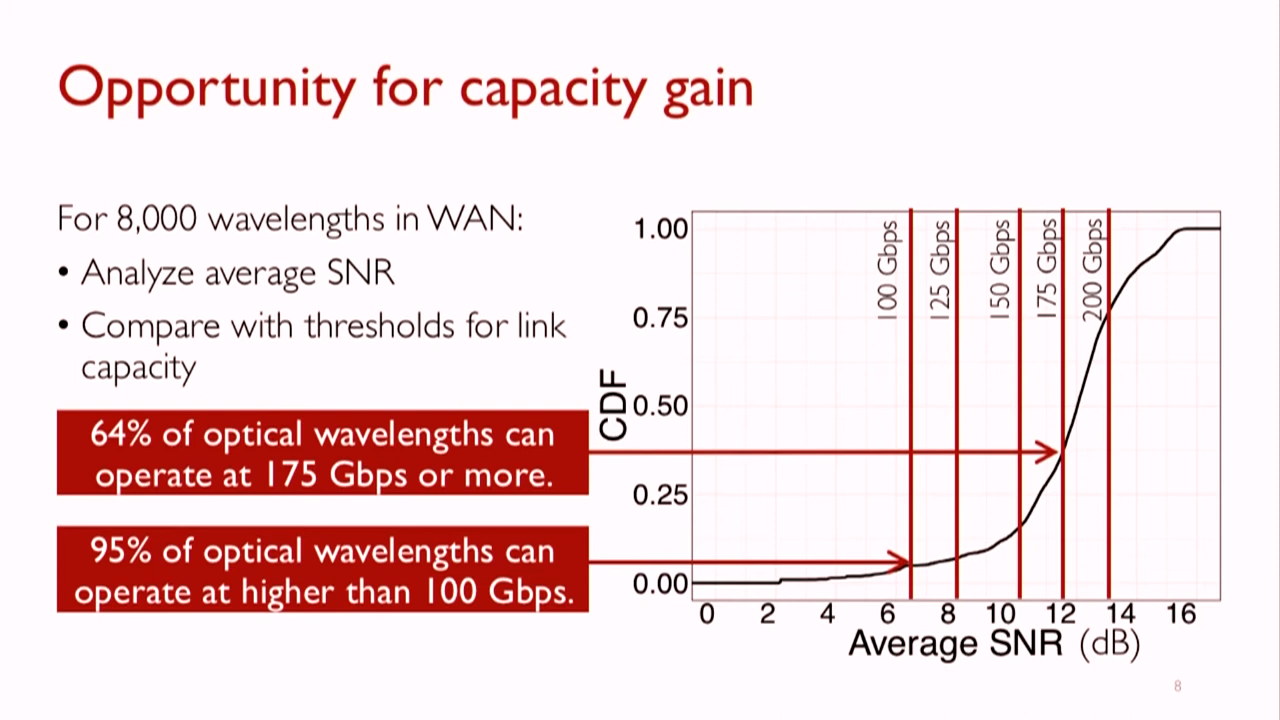 Opportunity for capacity gain
For 8,000 wavelengths in WAN:
• Analyze average SNR
• Compare with thresholds for link
capacity
64% of optical wavelengths can
operate at 175 Gbps or more.
95% of optical wavelengths can
operate at higher than 100 Gbps.
CDF
1.00
0.75
0.50
0.25
0.00
100 Gbps
125 Gbps
150 Gbps
175 Gbps
200 Gbps
0 2 4 6 8 10 12 14 16
Average SNR (dB)
8